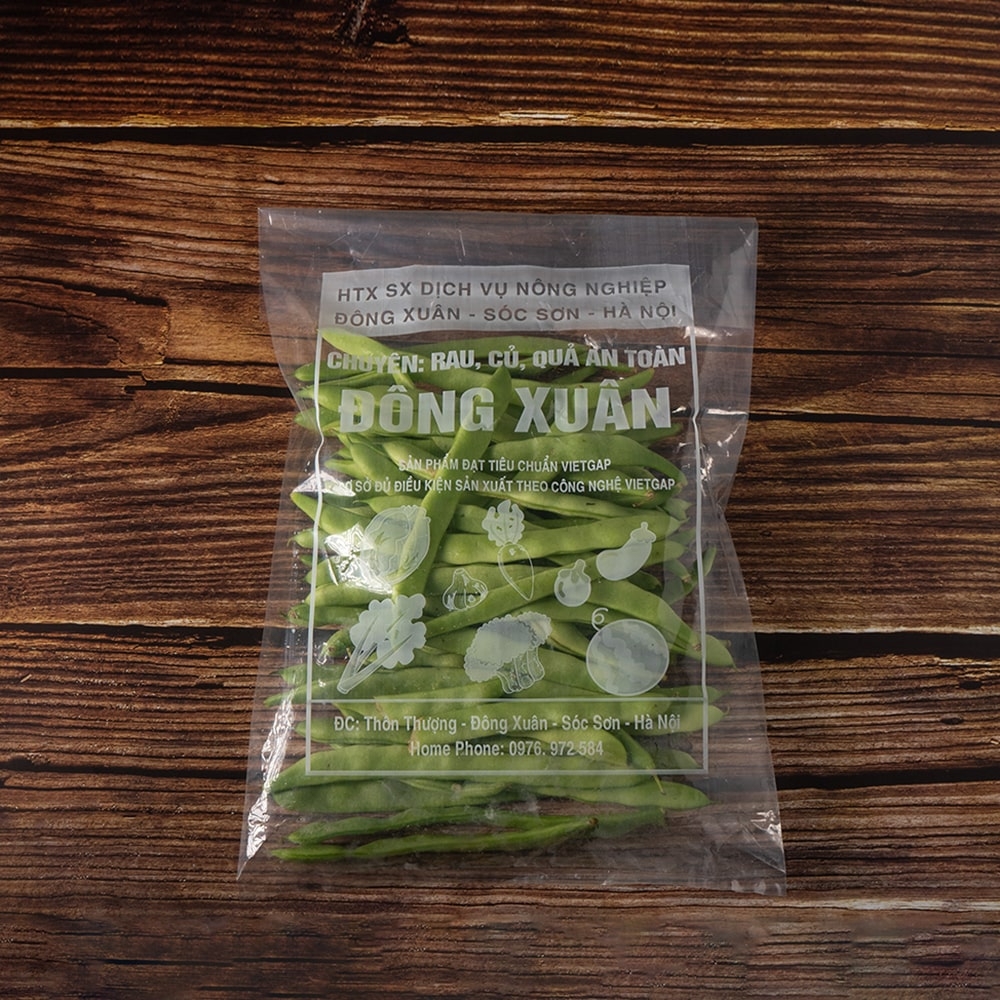 HTX SX DỊCH VỤ NÔNG NGHIỆP
ĐÔNG XUÂN - SÓC SƠN - HÀ NỘI
CHUYÊN: RAU, CỦ, QUẢ AN TOÀN
ĐÔNG XUÂN
SẢN PHẨM ĐẠT TIÊU CHUẨN VIETGAP
SỞ ĐỦ ĐIỀU KIỆN SẢN XUẤT THEO CÔNG NGHỆ VIETGAP
ĐC: Thôn Thượng - Đông Xuân - Sóc Sơn - Hà Nội
Home Phone: 0976. 972 584